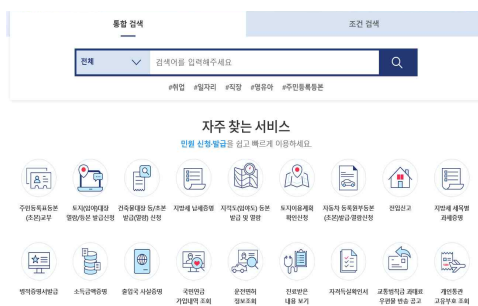 통합 검색
조건 검색
전체
검색어를 입력해주세요
#취업 #일자리 #직장 #영유아 #주민등록등본
자주 찾는 서비스
민원 신청·발급을 쉽고 빠르게 이용하세요.
주민등록표등본
(초본)교부
토지(임야)대장
열람/등본 발급신청
건축물대장 등/초본
발급(열람) 신청
지방세 납세증명
지적도(임야도) 등본
발급 및 열람
토지이용계획
확인신청
자동차 등록원부등본
(초본)발급·열람신청
전입신고
지방세 세목별
과세증명
병적증명서발급
소득금액증명
출입국 사실증명
국민연금
가입내역 조회
운전면허
정보조회
진료받은
내용 보기
자격득실확인서
교통범칙금 과태료
우편물 반송 공고
개인통관
고유부호 조회